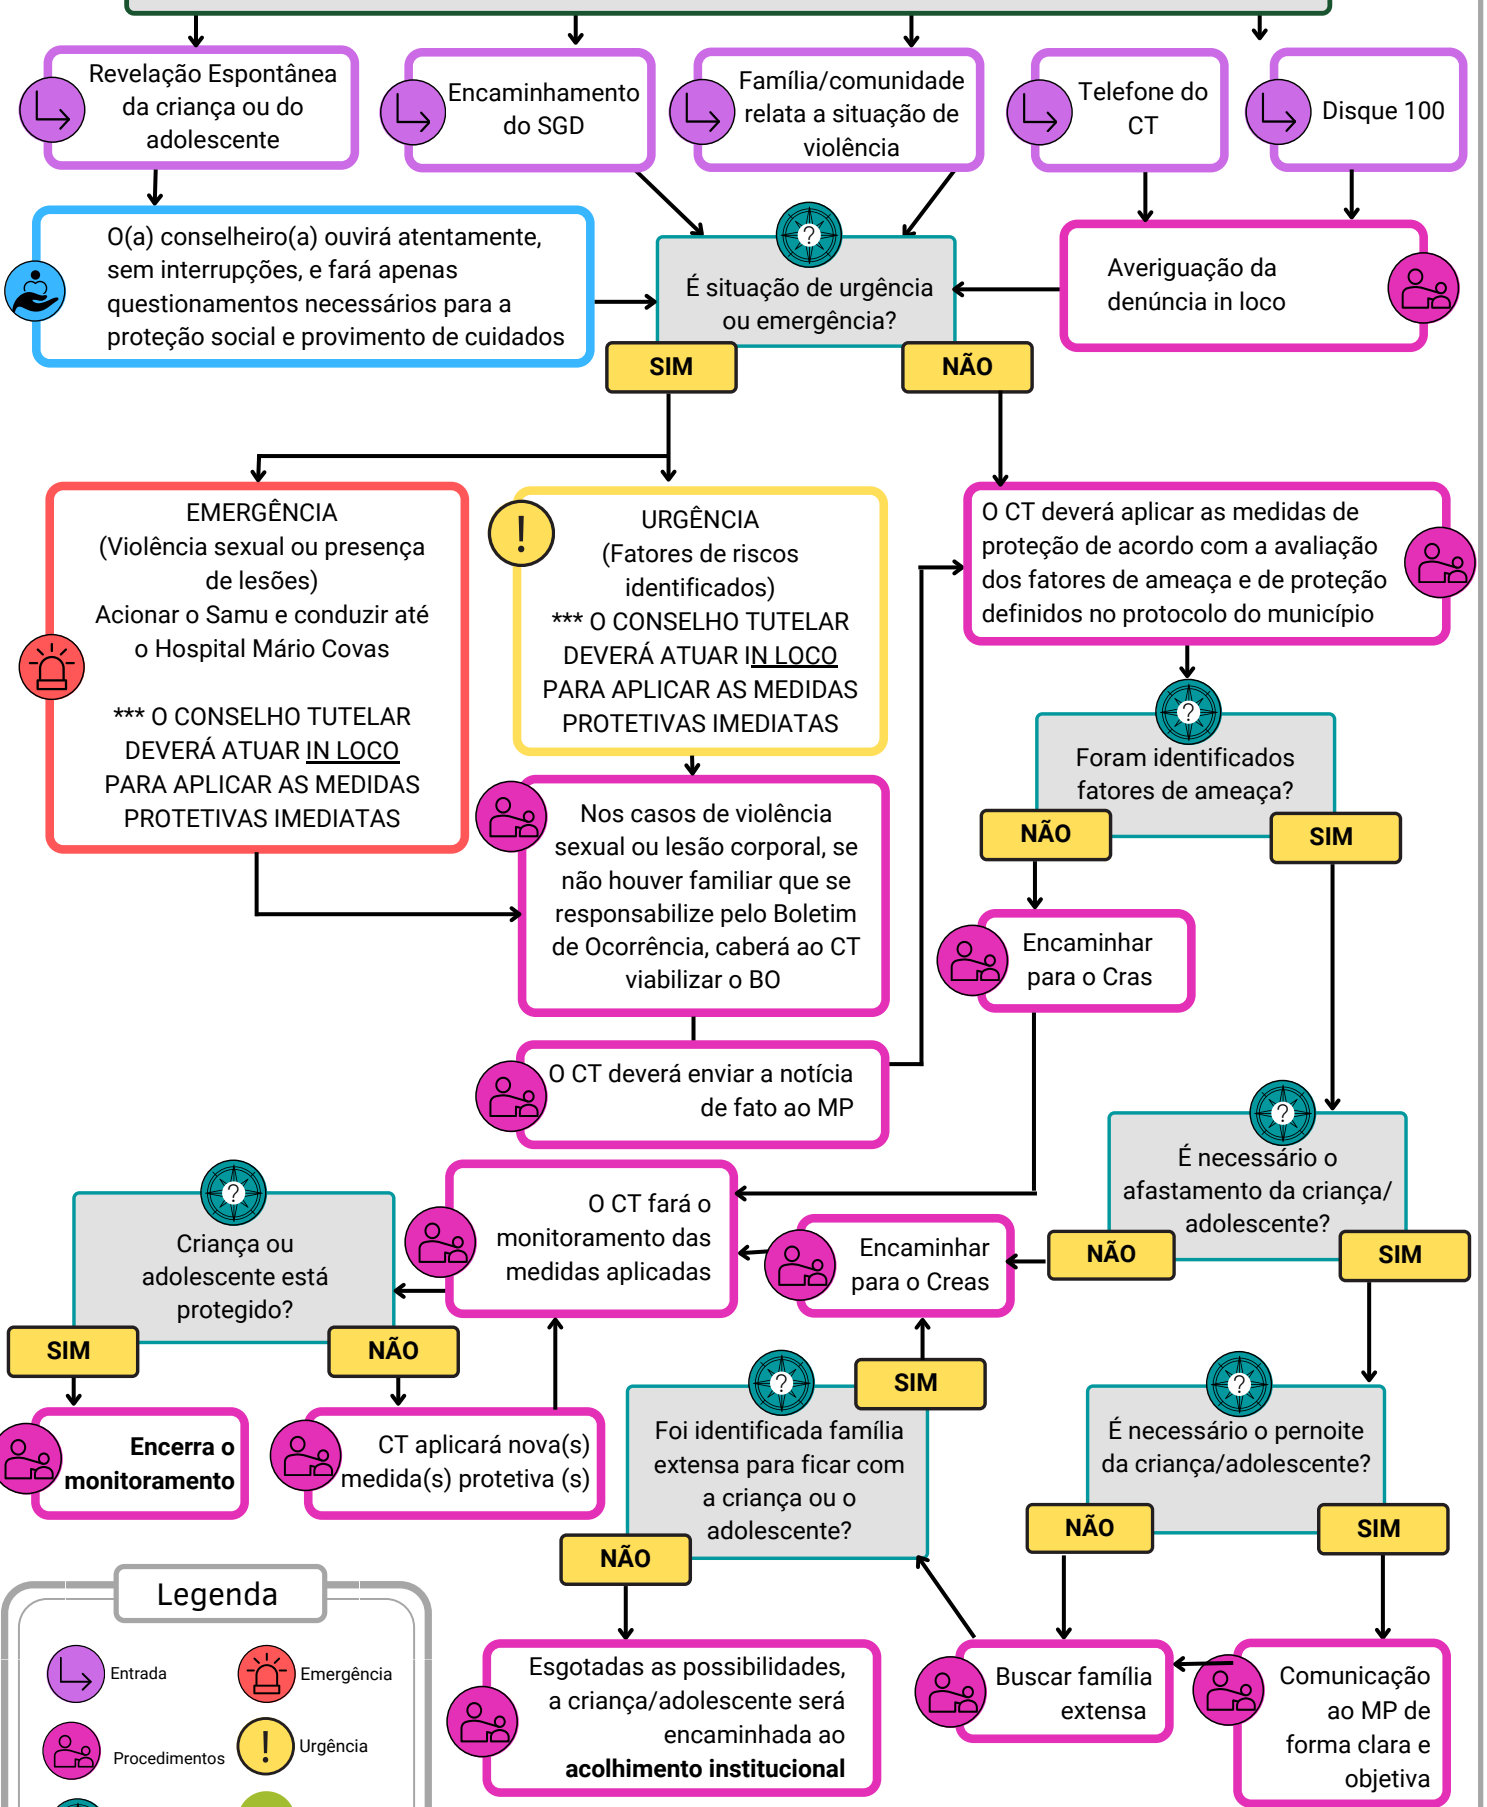 Revelação Espontânea
da criança ou do
adolescente
Encaminhamento
do SGD
Família/comunidade
relata a situação de
violência
Telefone do
CT
Disque 100
O(a) conselheiro(a) ouvirá atentamente,
sem interrupções, e fará apenas
questionamentos necessários para a
proteção social e provimento de cuidados
?
É situação de urgência
ou emergência?
Averiguação da
denúncia in loco
SIM
NÃO
EMERGÊNCIA
(Violência sexual ou presença
de lesões)
Acionar o Samu e conduzir até
o Hospital Mário Covas
*** O CONSELHO TUTELAR
DEVERÁ ATUAR IN LOCO
PARA APLICAR AS MEDIDAS
PROTETIVAS IMEDIATAS
!
URGÊNCIA
(Fatores de riscos
identificados)
*** O CONSELHO TUTELAR
DEVERÁ ATUAR IN LOCO
PARA APLICAR AS MEDIDAS
PROTETIVAS IMEDIATAS
O CT deverá aplicar as medidas de
proteção de acordo com a avaliação
dos fatores de ameaça e de proteção
definidos no protocolo do município
?
Foram identificados
fatores de ameaça?
NÃO
SIM
Nos casos de violência
sexual ou lesão corporal, se
não houver familiar que se
responsabilize pelo Boletim
de Ocorrência, caberá ao CT
viabilizar o BO
Encaminhar
para o Cras
O CT deverá enviar a notícia
de fato ao MP
?
É necessário o
afastamento da criança/
adolescente?
NÃO
SIM
?
Criança ou
adolescente está
protegido?
SIM
NÃO
O CT fará o
monitoramento das
medidas aplicadas
Encaminhar
para o Creas
Encerra o
monitoramento
CT aplicará nova(s)
medida(s) protetiva (s)
?
SIM
Foi identificada família
extensa para ficar com
a criança ou o
adolescente?
NÃO
?
É necessário o pernoite
da criança/adolescente?
NÃO
SIM
Esgotadas as possibilidades,
a criança/adolescente será
encaminhada ao
acolhimento institucional
Buscar família
extensa
Comunicação
ao MP de
forma clara e
objetiva
Legenda
Entrada
Emergência
Procedimentos
!
Urgência